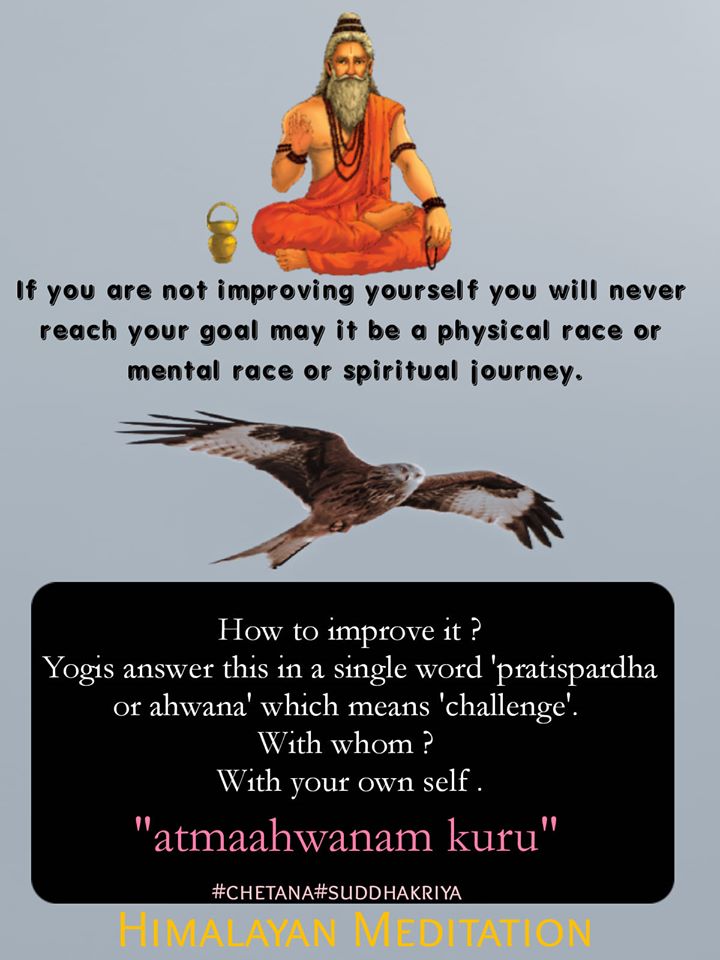 If you are not improving yourself you will never
reach your goal may it be a physical race or
mental race or spiritual journey.
How to improve it ?
Yogis answer this in a single word 'pratispardha
or ahwana' which means 'challenge'.
With whom ?
With your own self .
"atmaahwanam kuru"
#CHETANA#SUDDHAKRIYA
HIMALAYAN MEDITATION